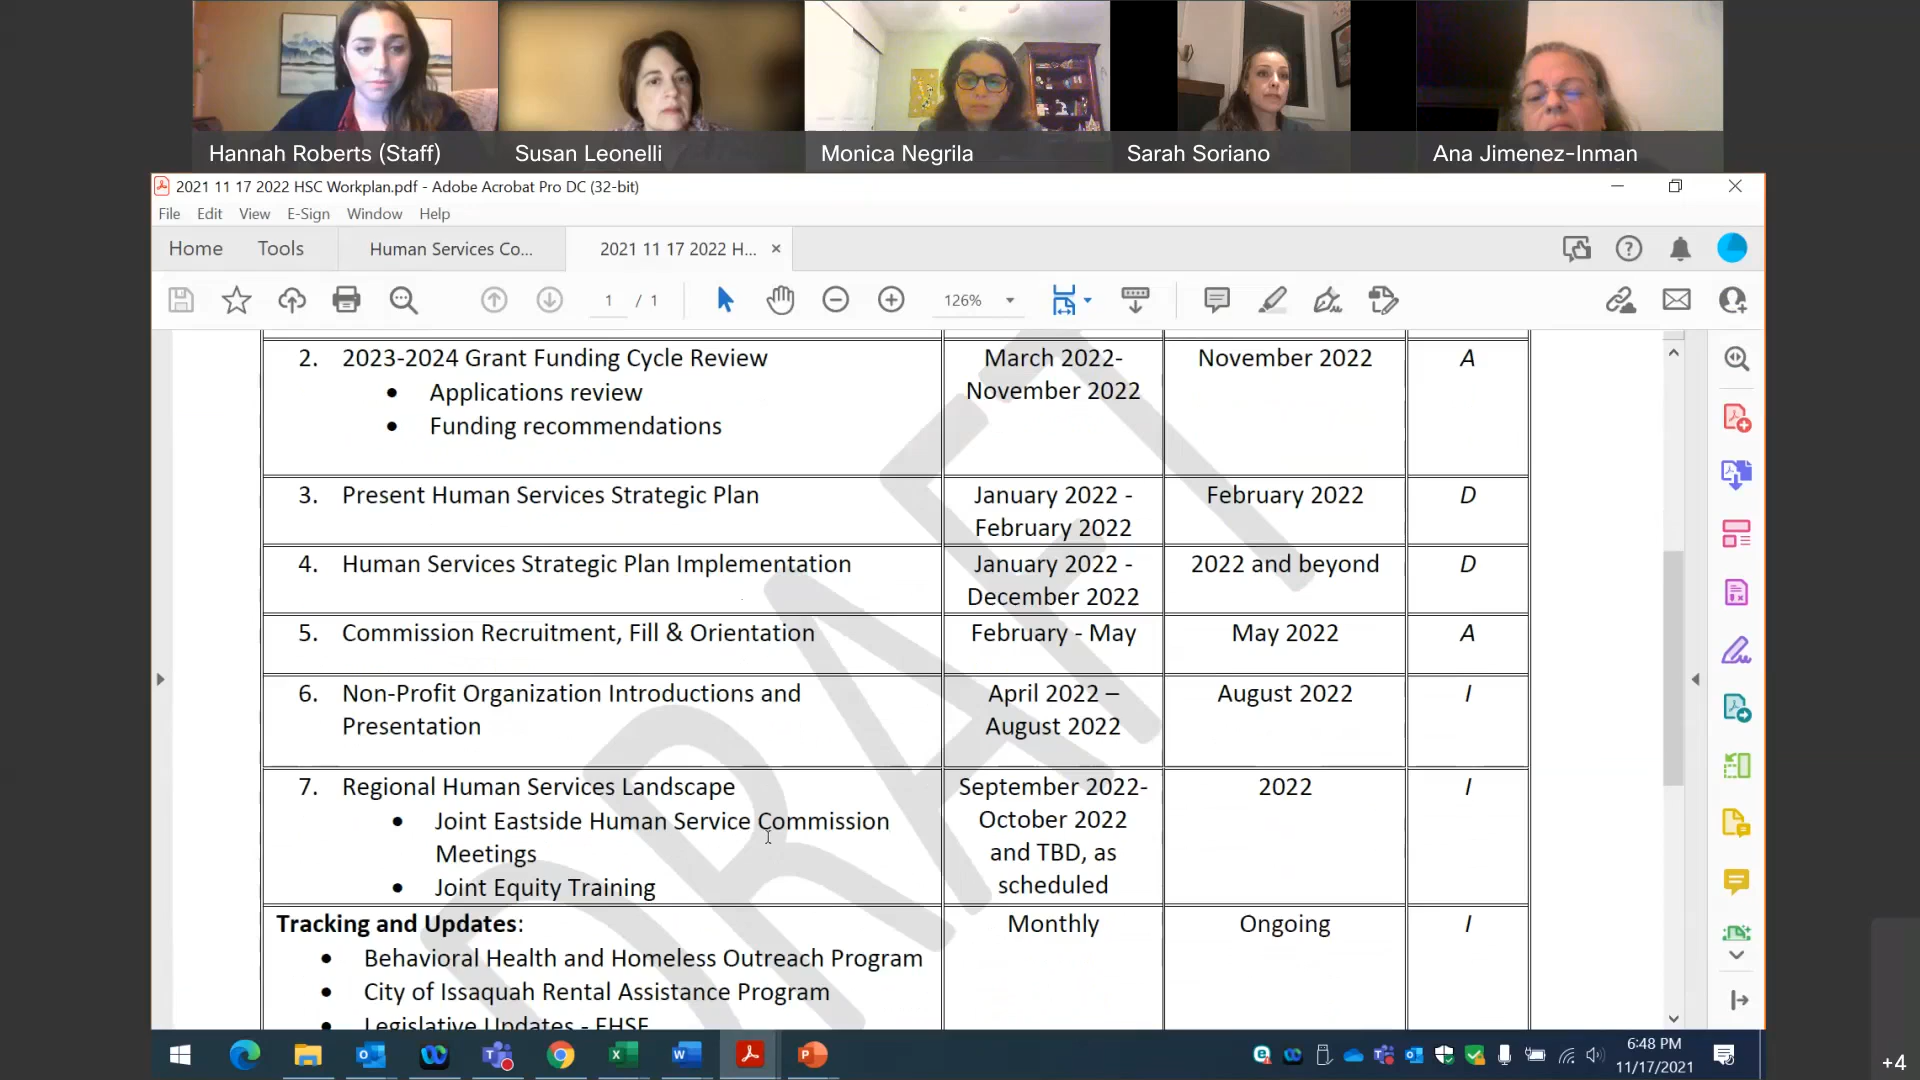 Hannah Roberts (Staff)
Susan Leonelli
Monica Negrila
Sarah Soriano
Ana Jimenez-Inman
2021 11 17 2022 HSC Workplan.pdf - Adobe Acrobat Pro DC (32-bit)
File Edit View E-Sign Window Help
Home Tools Human Services Co... 2021 11 17 2022 H... ×
1 / 1 126%
2. 2023-2024 Grant Funding Cycle Review
• Applications review
• Funding recommendations
March 2022-
November 2022
November 2022
A
3. Present Human Services Strategic Plan
January 2022 -
February 2022
February 2022
D
4. Human Services Strategic Plan Implementation
January 2022 -
December 2022
2022 and beyond
D
5. Commission Recruitment, Fill & Orientation
February - May
May 2022
A
6. Non-Profit Organization Introductions and
Presentation
April 2022 –
August 2022
August 2022
I
7. Regional Human Services Landscape
• Joint Eastside Human Service Commission
Meetings
• Joint Equity Training
September 2022-
October 2022
and TBD, as
scheduled
2022
I
Tracking and Updates:
• Behavioral Health and Homeless Outreach Program
• City of Issaquah Rental Assistance Program
• Legislative Updates - EHSF
Monthly
Ongoing
I
DRAFT
6:48 PM
11/17/2021
+4